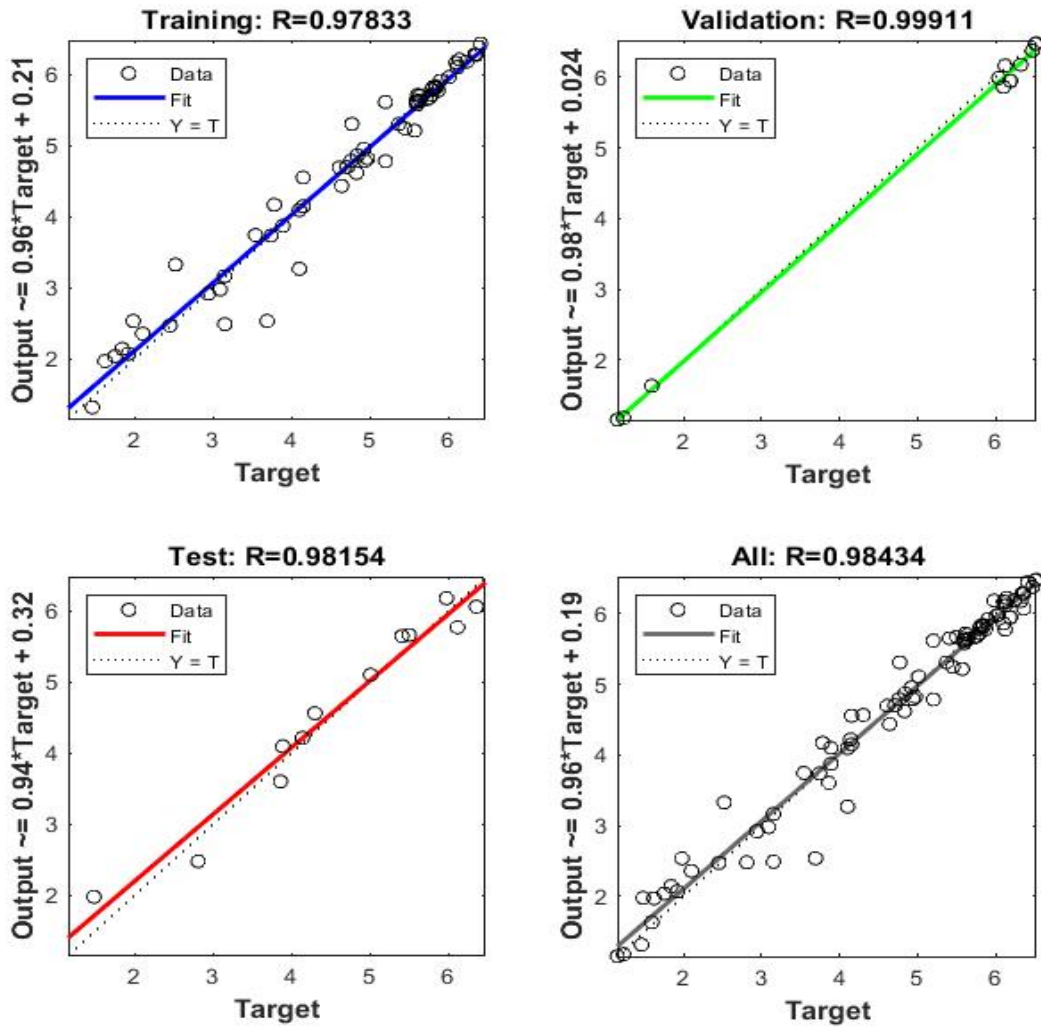 Training: R=0.97833
Output ~= 0.96*Target + 0.21
6
5
4
3
2
Data
Fit
Y = T
2 3 4 5 6
Target
Validation: R=0.99911
Output ~= 0.98*Target + 0.024
6
5
4
3
2
Data
Fit
Y = T
2 3 4 5 6
Target
Test: R=0.98154
Output ~= 0.94*Target + 0.32
6
5
4
3
2
Data
Fit
Y = T
2 3 4 5 6
Target
All: R=0.98434
Output ~= 0.96*Target + 0.19
6
5
4
3
2
Data
Fit
Y = T
2 3 4 5 6
Target